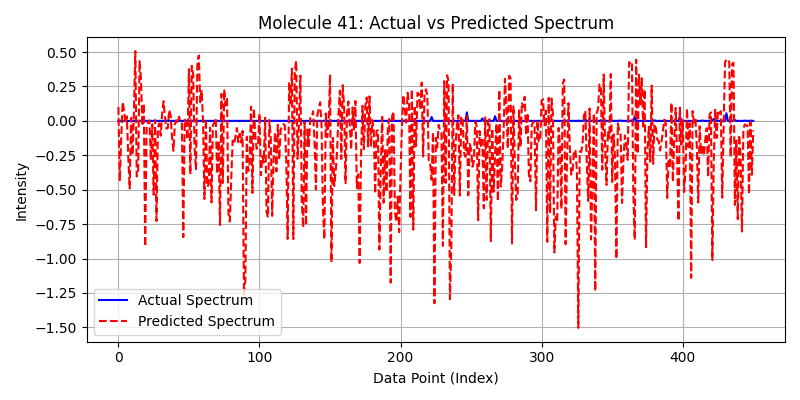 Molecule 41: Actual vs Predicted Spectrum
Intensity
0.50
0.25
0.00
−0.25
−0.50
−0.75
−1.00
−1.25
−1.50
Actual Spectrum
Predicted Spectrum
0 100 200 300 400
Data Point (Index)